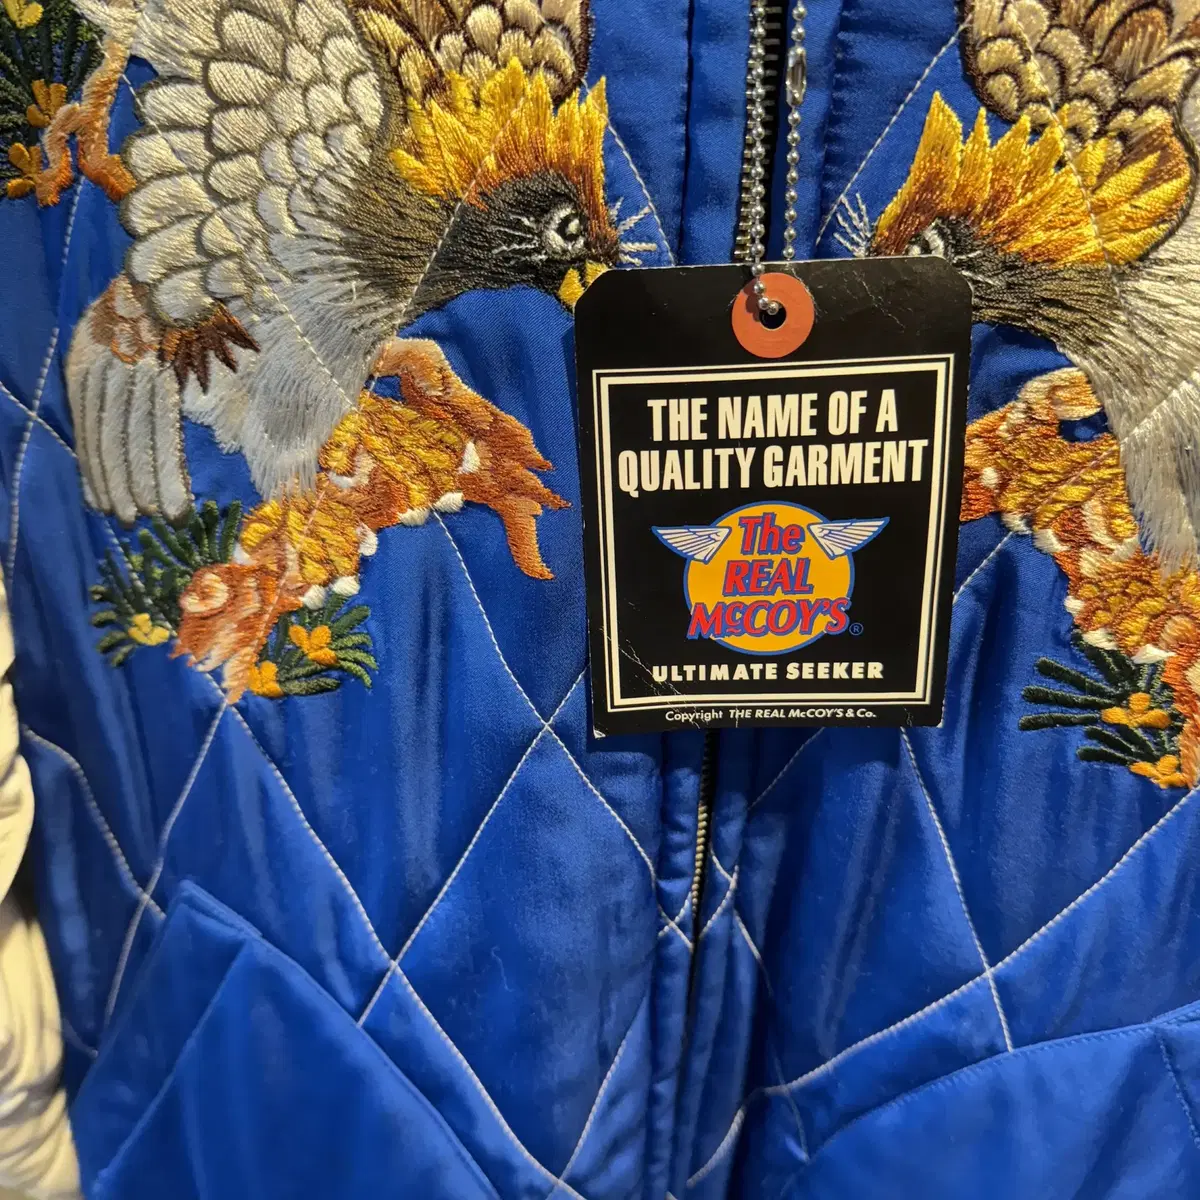 THE NAME OF A
QUALITY GARMENT
The
REAL
McCOY'S ®
ULTIMATE SEEKER
Copyright THE REAL McCOY'S & Co.